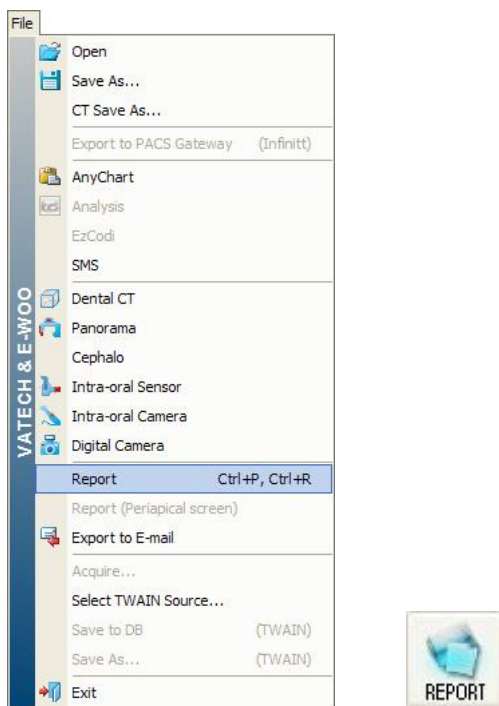 File
Open
Save As...
CT Save As...
Export to PACS Gateway (Infinitt)
AnyChart
Analysis
EzCodi
SMS
Dental CT
Panorama
Cephalo
Intra-oral Sensor
Intra-oral Camera
Digital Camera
Report Ctrl+P, Ctrl+R
Report (Periapical screen)
Export to E-mail
Acquire...
Select TWAIN Source...
Save to DB (TWAIN)
Save As... (TWAIN)
Exit
VATECH & E-WOO
REPORT